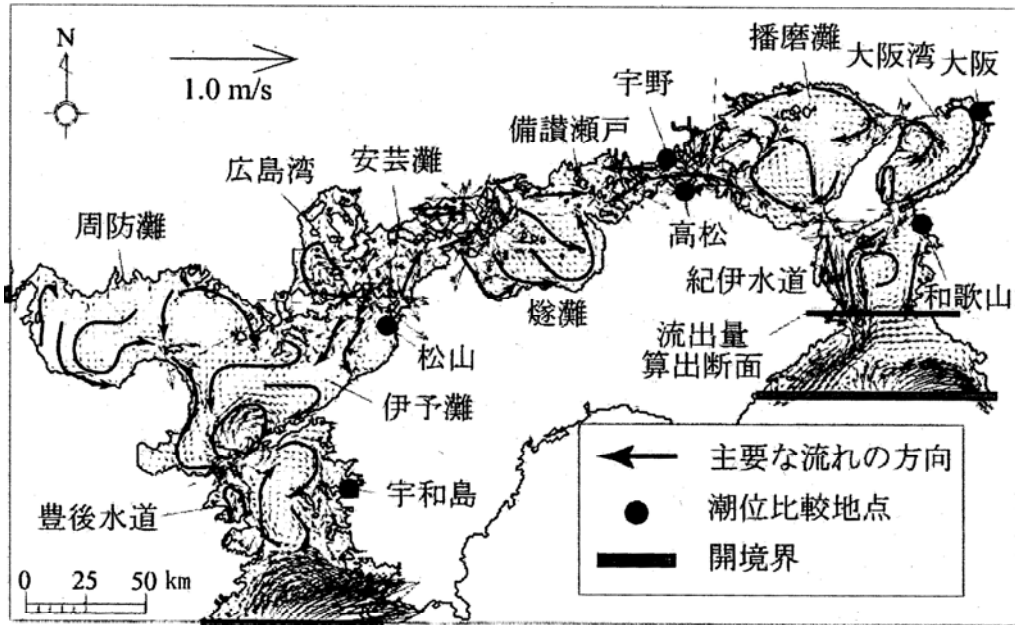 N
1.0 m/s
播磨灘
大阪湾
大阪
宇野
備讃瀬戸
安芸灘
広島湾
周防灘
高松
紀伊水道
和歌山
燧灘
流出量
算出断面
松山
伊予灘
主要な流れの方向
宇和島
潮位比較地点
豊後水道
開境界
0 25 50 km